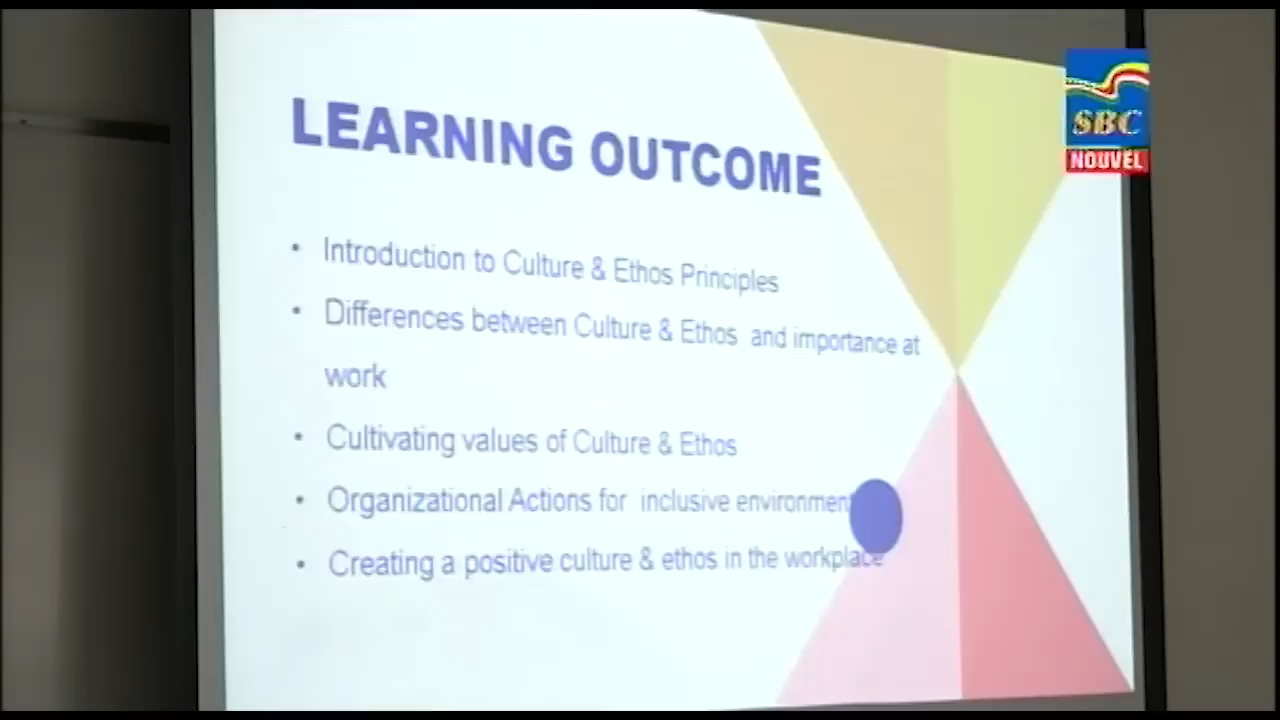 LEARNING OUTCOME
• Introduction to Culture & Ethos Principles
• Differences between Culture & Ethos and importance at
work
• Cultivating values of Culture & Ethos
• Organizational Actions for inclusive environment
• Creating a positive culture & ethos in the workplace
SBC
NOUVEL